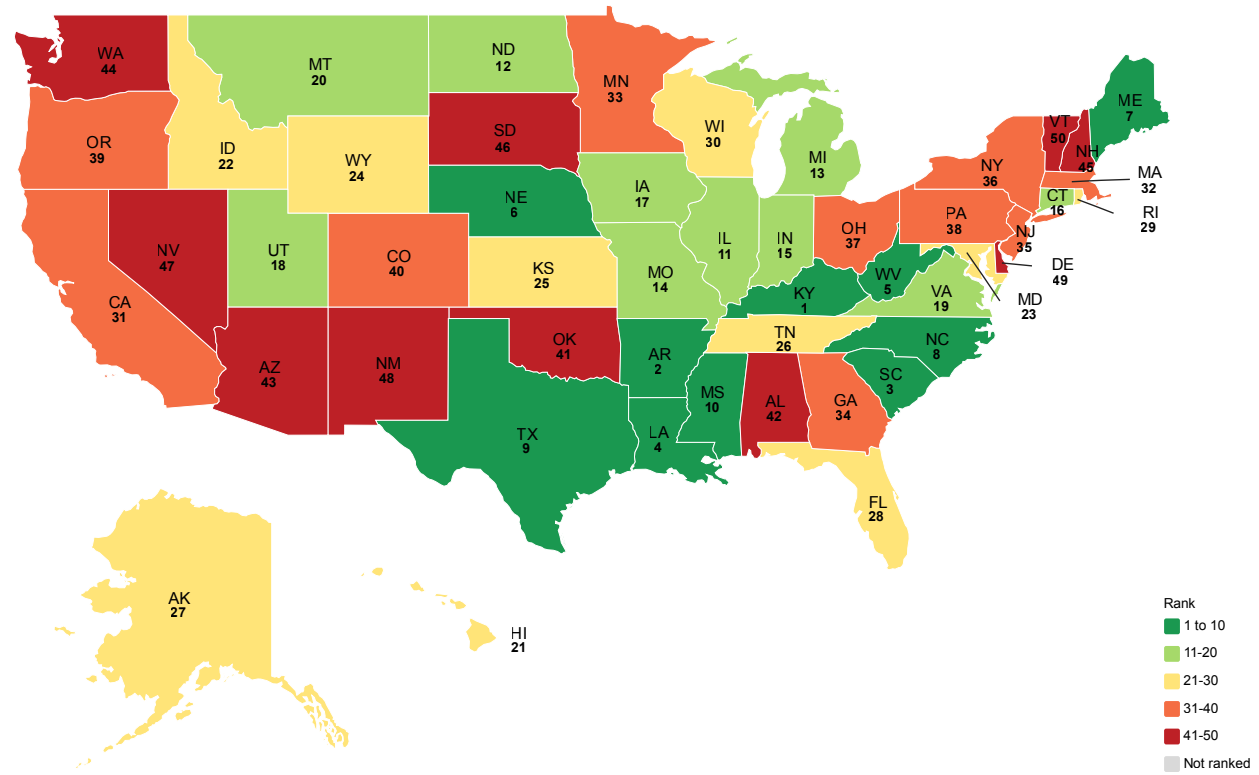 WA
44
MT
20
ND
12
MN
33
ME
7
OR
39
ID
22
WY
24
SD
46
WI
30
MI
13
VT
50
NH
45
NY
36
MA
32
NE
6
IA
17
CT
16
RI
29
NV
47
UT
18
CO
40
KS
25
MO
14
IL
11
IN
15
OH
37
PA
38
NJ
35
WV
5
DE
49
CA
31
KY
1
VA
19
MD
23
AZ
43
NM
48
OK
41
AR
2
TN
26
NC
8
SC
3
TX
9
LA
4
MS
10
AL
42
GA
34
FL
28
AK
27
HI
21
Rank
1 to 10
11-20
21-30
31-40
41-50
Not ranked